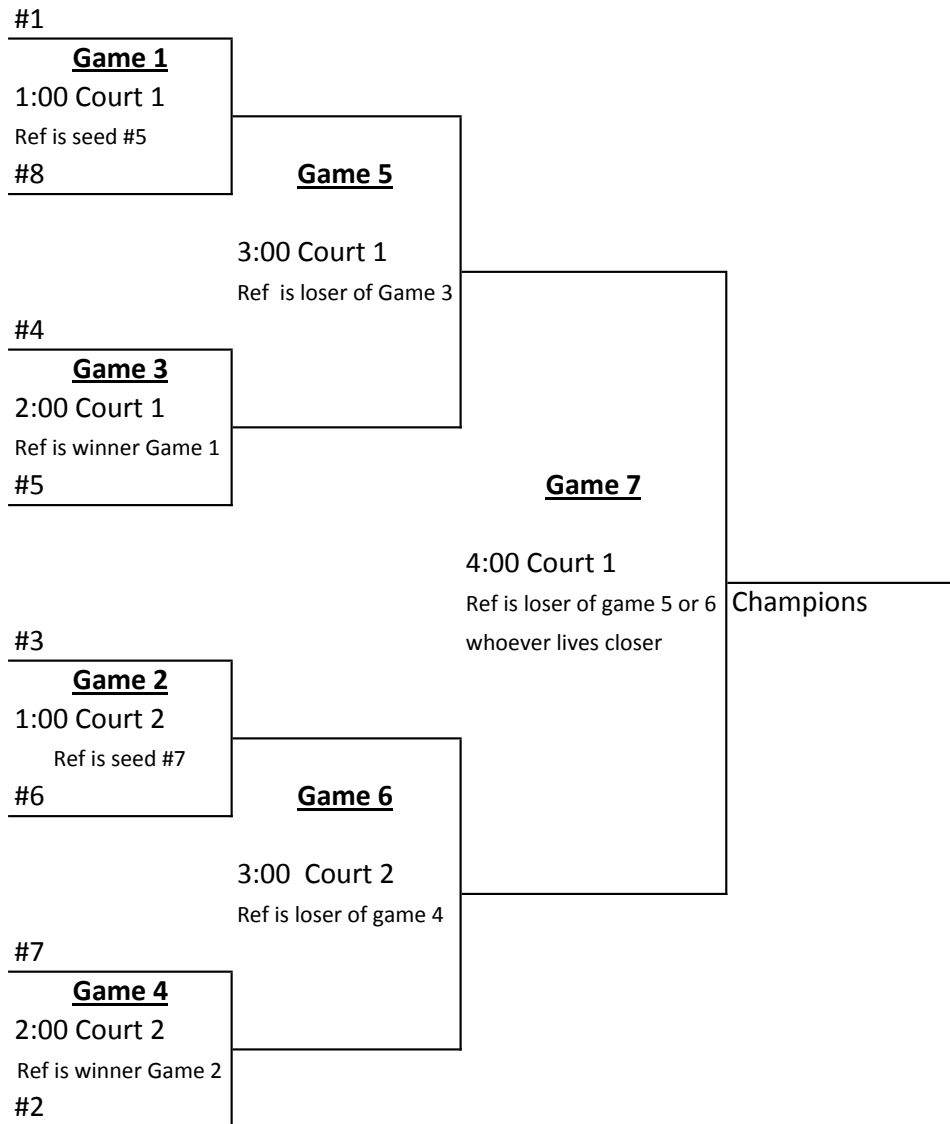 #1
Game 1
1:00 Court 1
Ref is seed #5
#8
Game 5
3:00 Court 1
Ref is loser of Game 3
#4
Game 3
2:00 Court 1
Ref is winner Game 1
#5
Game 7
4:00 Court 1
Ref is loser of game 5 or 6
whoever lives closer
Champions
#3
Game 2
1:00 Court 2
Ref is seed #7
#6
Game 6
3:00 Court 2
Ref is loser of game 4
#7
Game 4
2:00 Court 2
Ref is winner Game 2
#2